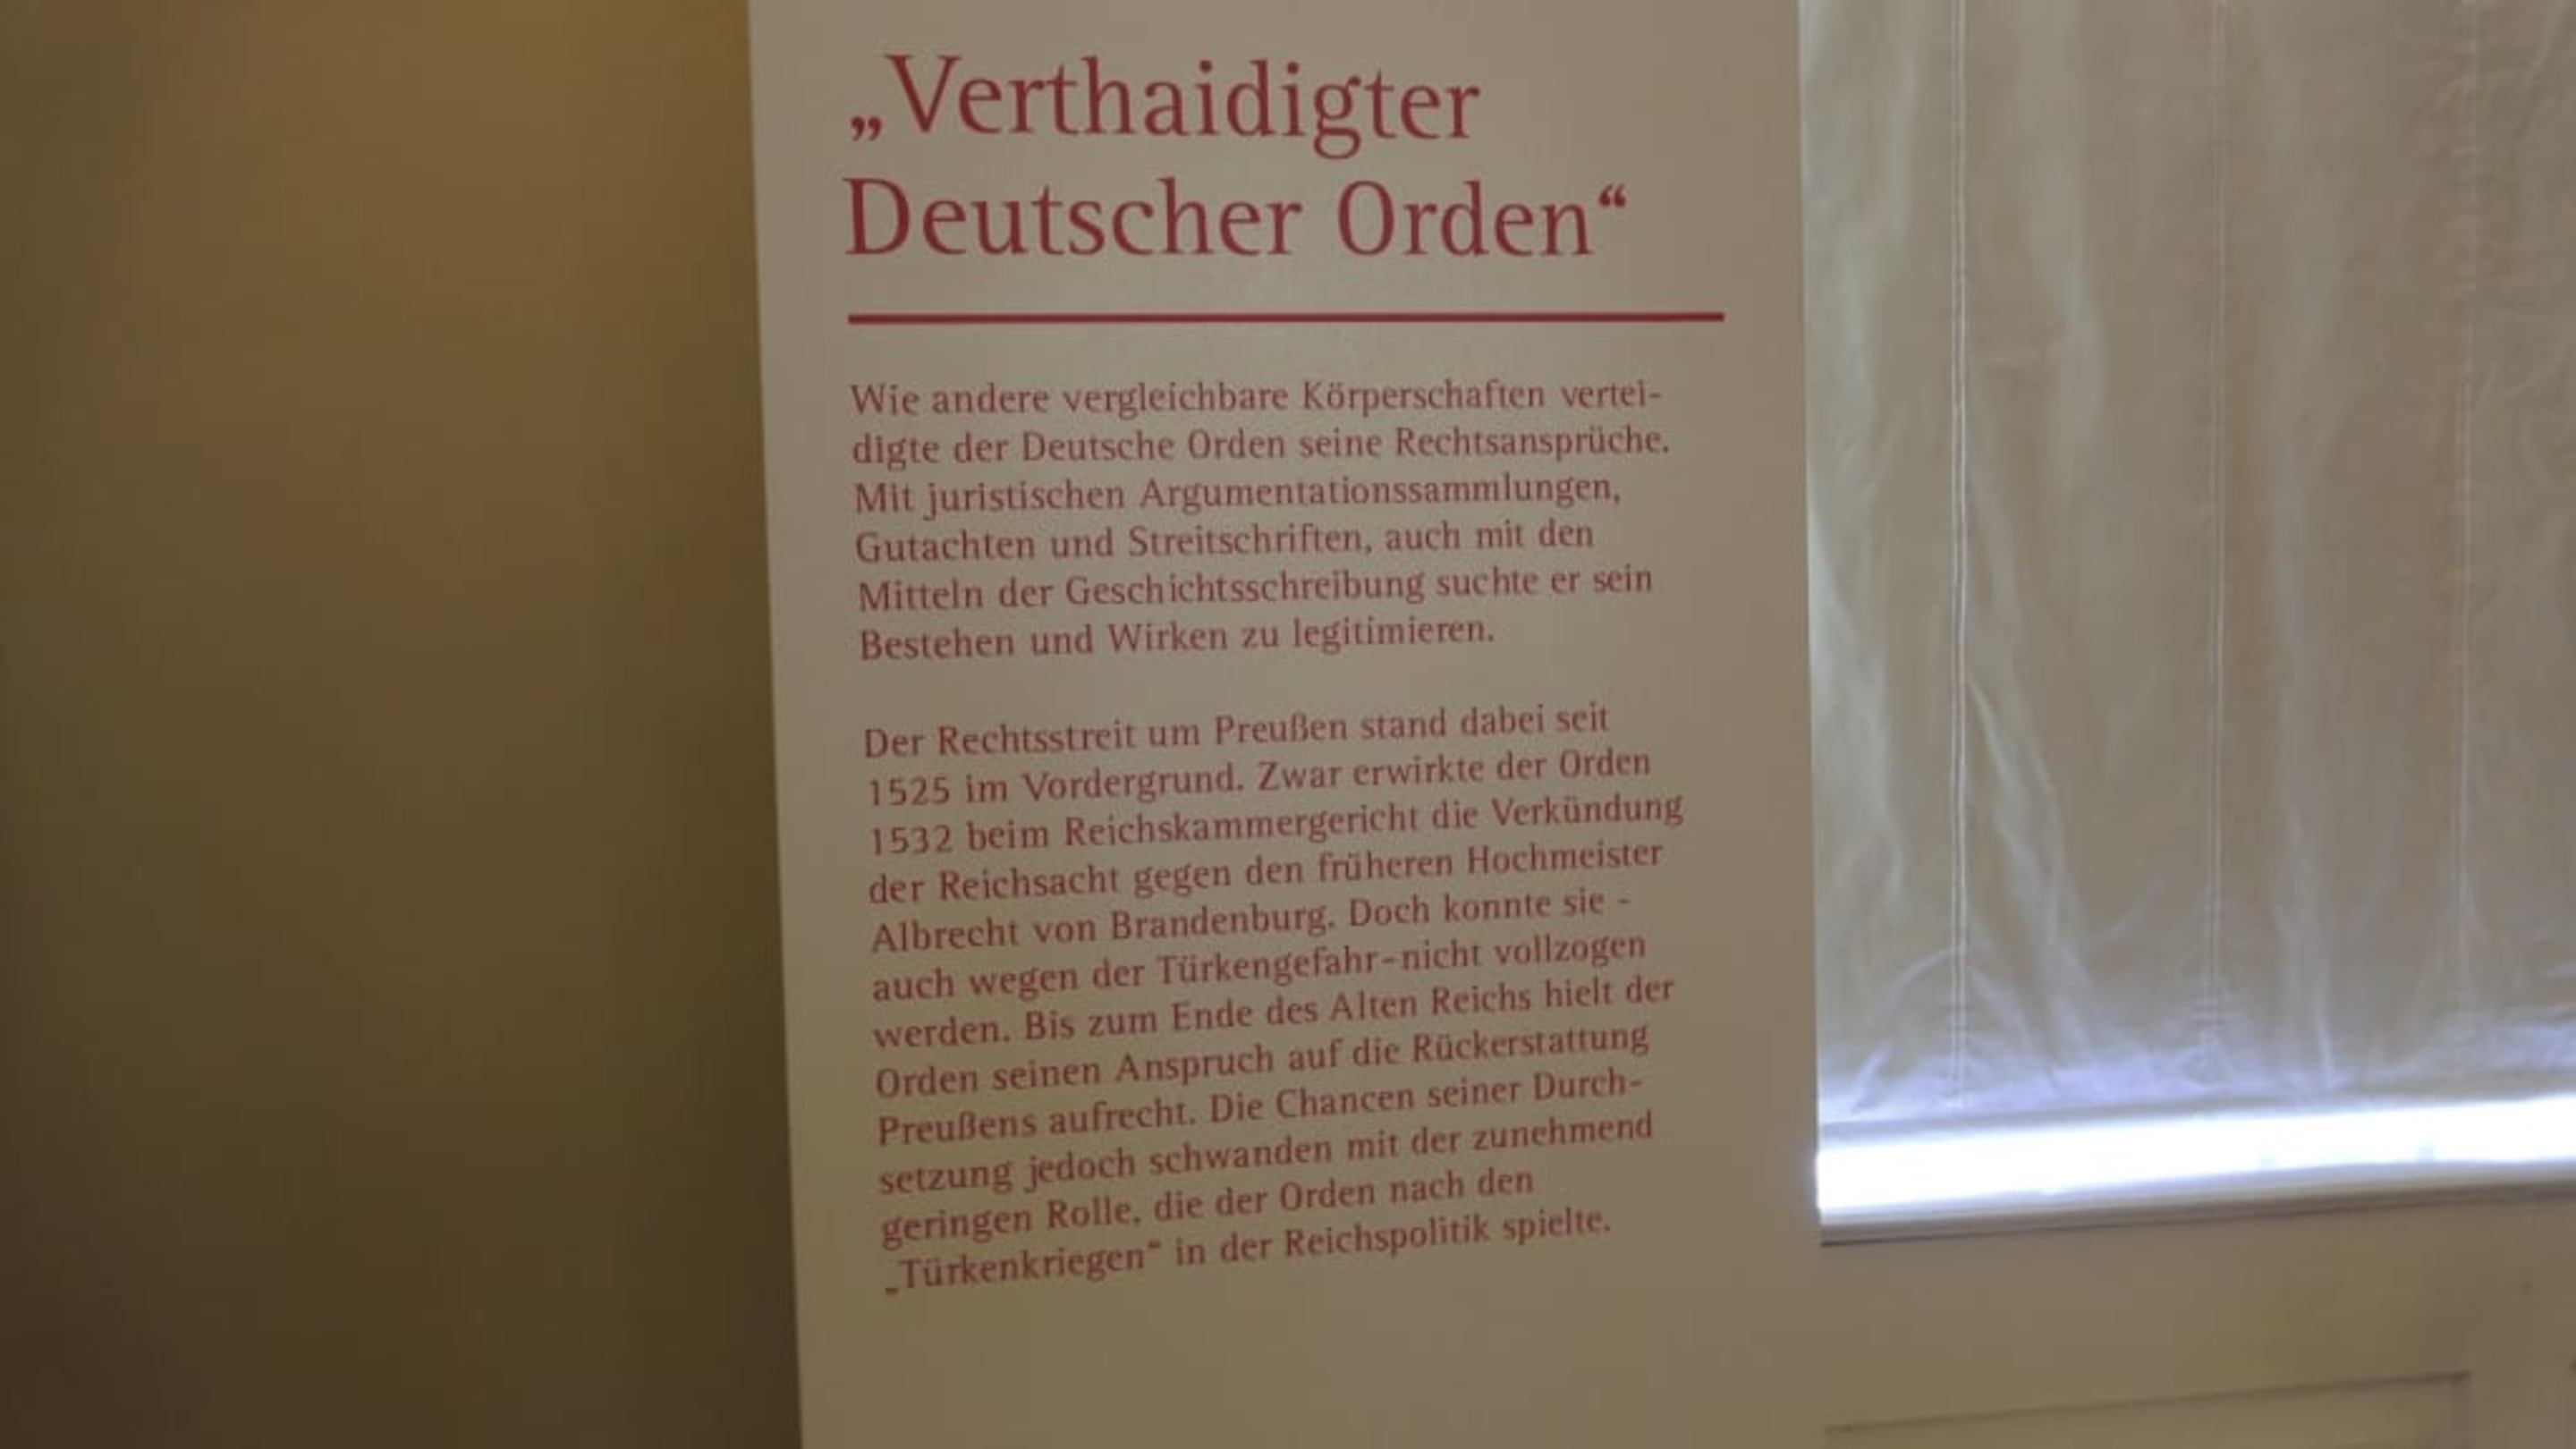 „Verthaidigter
Deutscher Orden“
Wie andere vergleichbare Körperschaften vertei-
digte der Deutsche Orden seine Rechtsansprüche.
Mit juristischen Argumentationssammlungen,
Gutachten und Streitschriften, auch mit den
Mitteln der Geschichtsschreibung suchte er sein
Bestehen und Wirken zu legitimieren.
Der Rechtsstreit um Preußen stand dabei seit
1525 im Vordergrund. Zwar erwirkte der Orden
1532 beim Reichskammergericht die Verkündung
der Reichsacht gegen den früheren Hochmeister
Albrecht von Brandenburg. Doch konnte sie -
auch wegen der Türkengefahr-nicht vollzogen
werden. Bis zum Ende des Alten Reichs hielt der
Orden seinen Anspruch auf die Rückerstattung
Preußens aufrecht. Die Chancen seiner Durch-
setzung jedoch schwanden mit der zunehmend
geringen Rolle, die der Orden nach den
„Türkenkriegen“ in der Reichspolitik spielte.